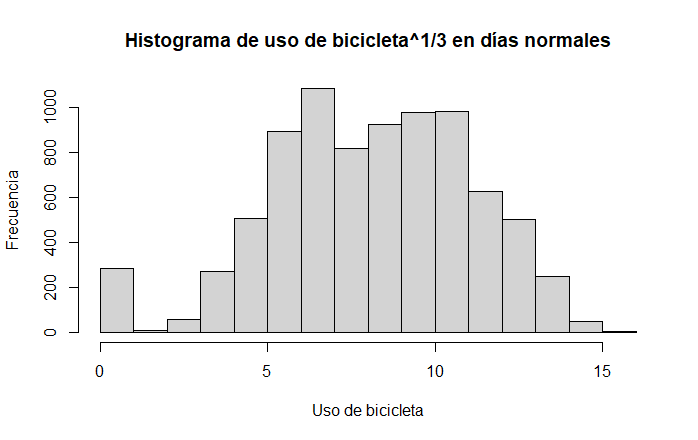 Histograma de uso de bicicleta^1/3 en días normales
Frecuencia
1000
800
600
400
200
0
0 5 10 15
Uso de bicicleta